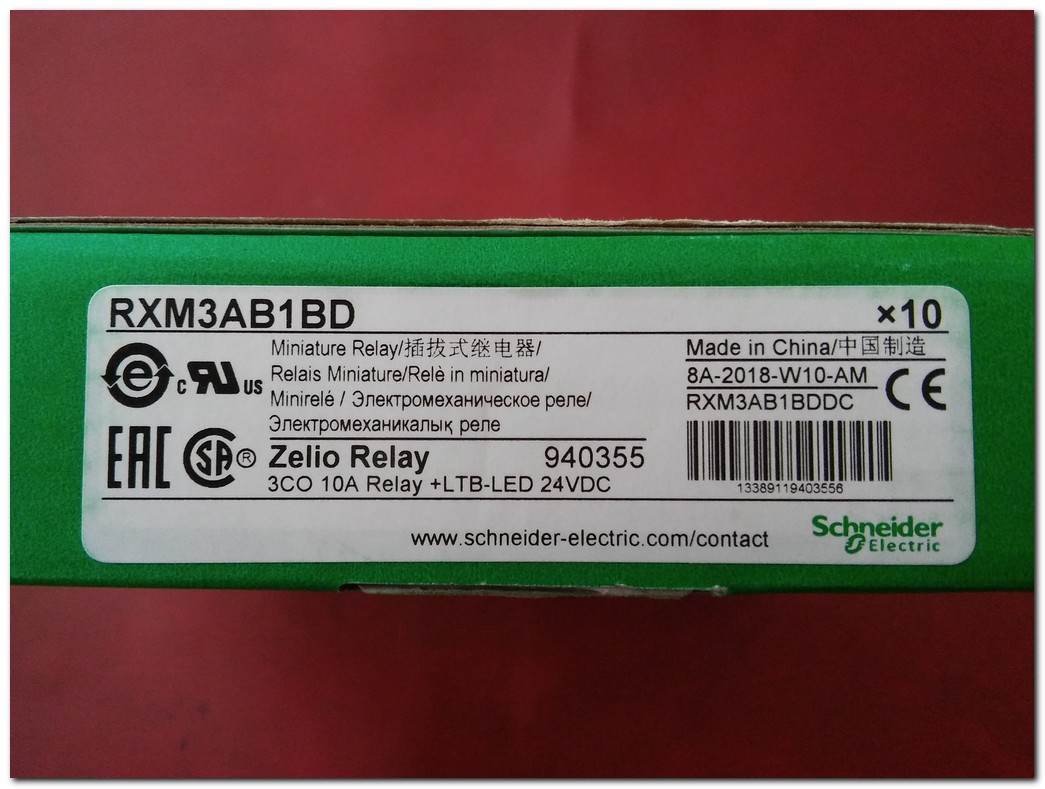 RXM3AB1BD
×10
Miniature Relay/插拔式继电器/
Relais Miniature/Relè in miniatura/
Minirelé / Электромеханическое реле/
Электромеханикалық реле
Made in China/中国制造
8A-2018-W10-AM
RXM3AB1BDDC
CE
c RU US
EAC
SA®
Zelio Relay 940355
3CO 10A Relay +LTB-LED 24VDC
13389119403556
www.schneider-electric.com/contact
Schneider
Electric